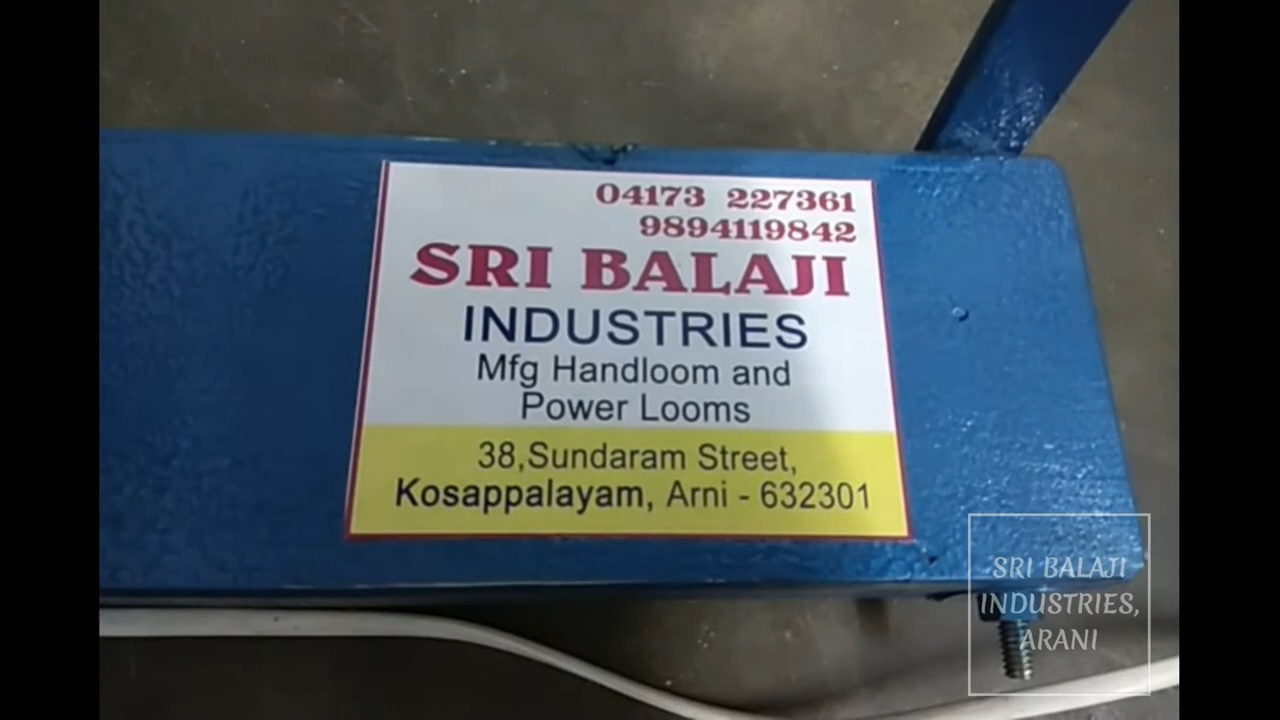 04173 227361
9894119842
SRI BALAJI
INDUSTRIES
Mfg Handloom and
Power Looms
38,Sundaram Street,
Kosappalayam, Arni - 632301
SRI BALAJI
INDUSTRIES,
ARANI